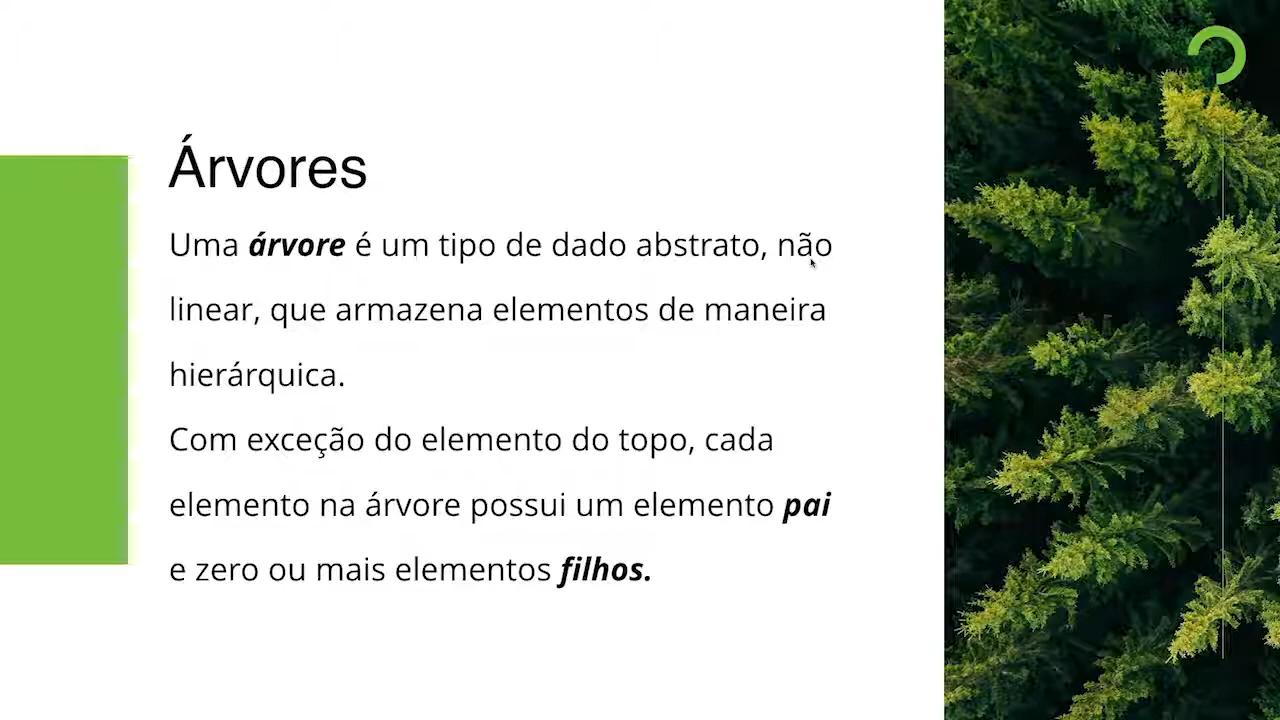 Árvores
Uma árvore é um tipo de dado abstrato, não
linear, que armazena elementos de maneira
hierárquica.
Com exceção do elemento do topo, cada
elemento na árvore possui um elemento pai
e zero ou mais elementos filhos.